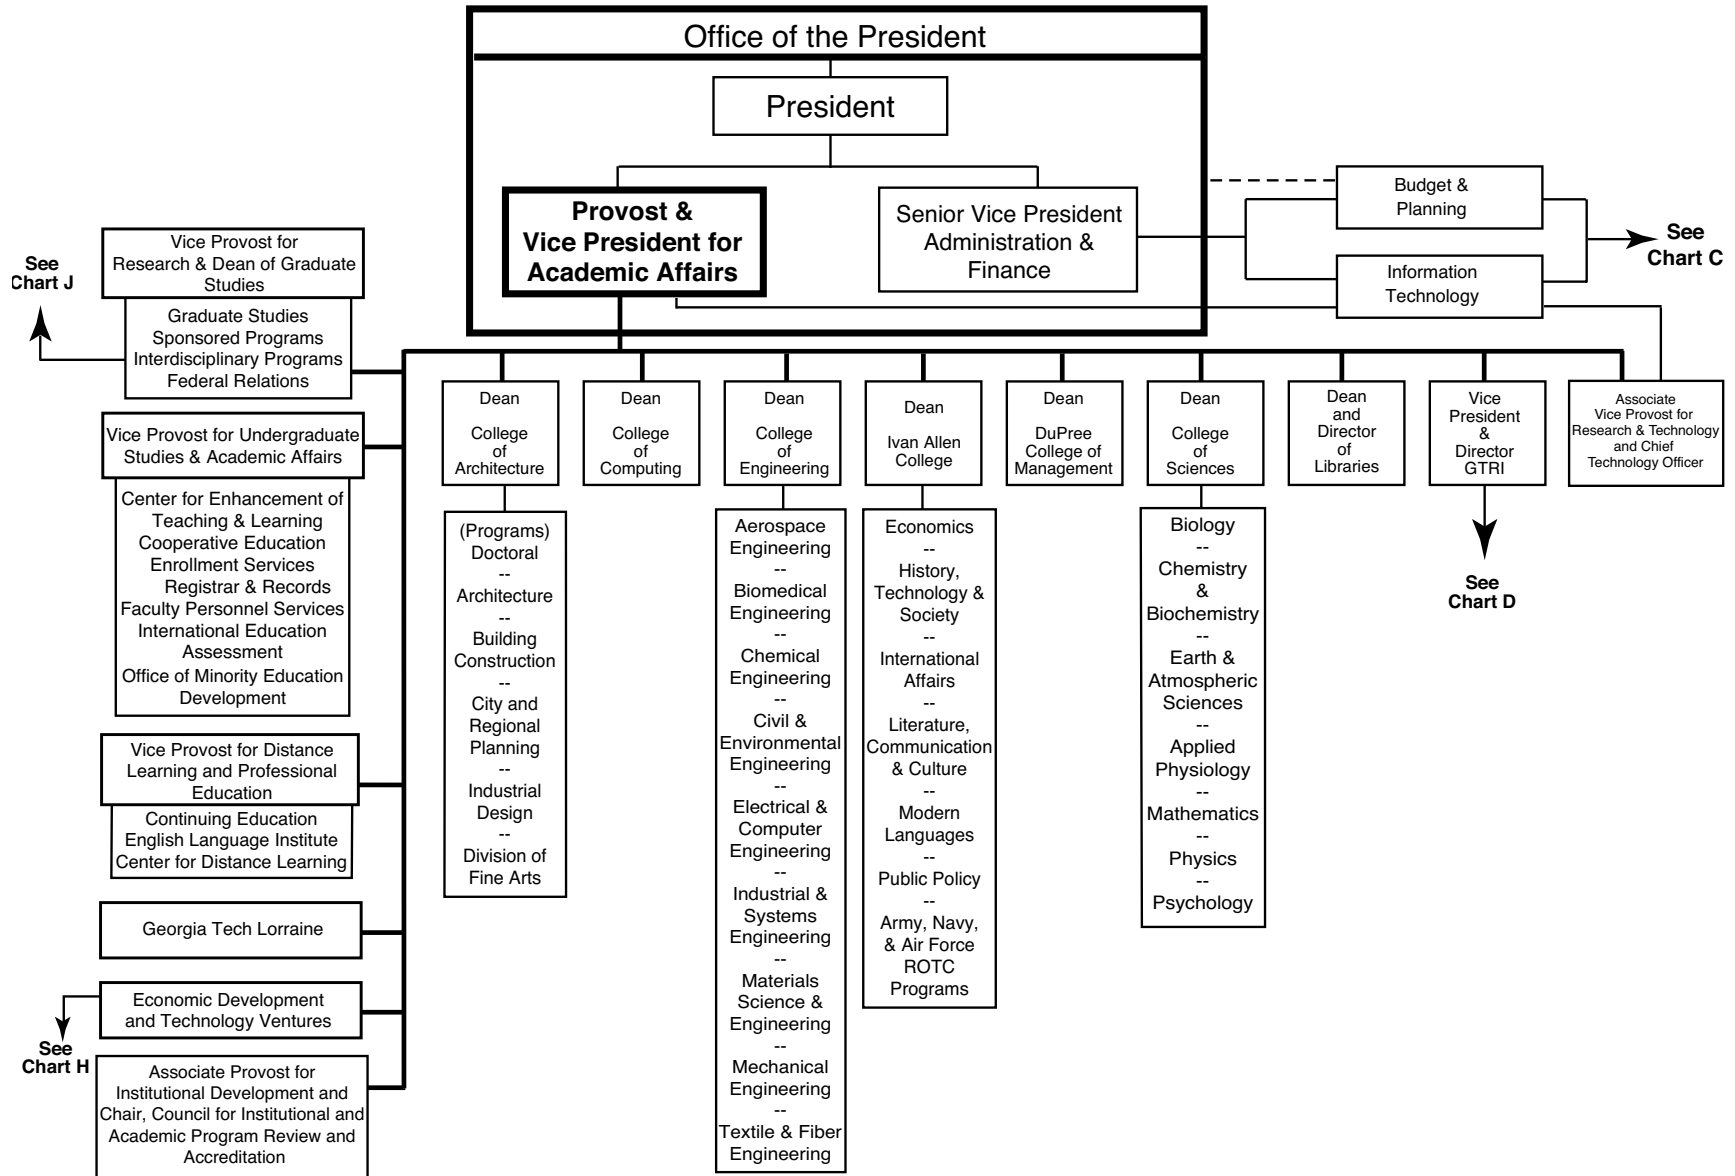 Office of the President
President
Provost &
Vice President for
Academic Affairs
Senior Vice President
Administration &
Finance
Budget &
Planning
Information
Technology
See
Chart C
See
Chart J
Vice Provost for
Research & Dean of Graduate
Studies
Graduate Studies
Sponsored Programs
Interdisciplinary Programs
Federal Relations
Vice Provost for Undergraduate
Studies & Academic Affairs
Center for Enhancement of
Teaching & Learning
Cooperative Education
Enrollment Services
Registrar & Records
Faculty Personnel Services
International Education
Assessment
Office of Minority Education
Development
Vice Provost for Distance
Learning and Professional
Education
Continuing Education
English Language Institute
Center for Distance Learning
Georgia Tech Lorraine
Economic Development
and Technology Ventures
See
Chart H
Associate Provost for
Institutional Development and
Chair, Council for Institutional and
Academic Program Review and
Accreditation
Dean
College
of
Architecture
(Programs)
Doctoral
--
Architecture
--
Building
Construction
--
City and
Regional
Planning
--
Industrial
Design
--
Division of
Fine Arts
Dean
College
of
Computing
Dean
College
of
Engineering
Aerospace
Engineering
--
Biomedical
Engineering
--
Chemical
Engineering
--
Civil &
Environmental
Engineering
--
Electrical &
Computer
Engineering
--
Industrial &
Systems
Engineering
--
Materials
Science &
Engineering
--
Mechanical
Engineering
--
Textile & Fiber
Engineering
Dean
Ivan Allen
College
Economics
--
History,
Technology &
Society
--
International
Affairs
--
Literature,
Communication
& Culture
--
Modern
Languages
--
Public Policy
--
Army, Navy,
& Air Force
ROTC
Programs
Dean
DuPree
College of
Management
Dean
College
of
Sciences
Biology
--
Chemistry
&
Biochemistry
--
Earth &
Atmospheric
Sciences
--
Applied
Physiology
--
Mathematics
--
Physics
--
Psychology
Dean
and
Director
of
Libraries
Vice
President
&
Director
GTRI
See
Chart D
Associate
Vice Provost for
Research & Technology
and Chief
Technology Officer